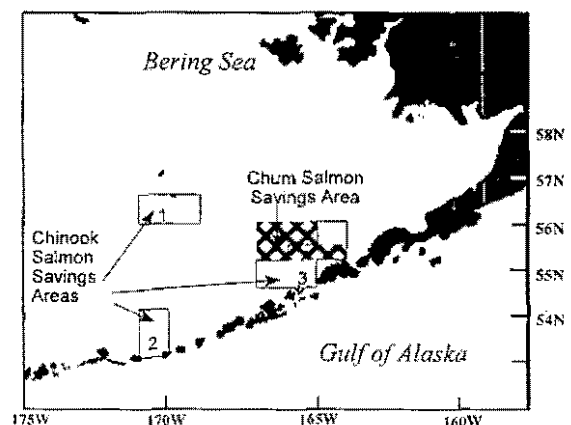 Bering Sea
58N
57N
Chum Salmon
Savings Area
1
56N
Chinook
Salmon
Savings
Areas
55N
3
54N
2
Gulf of Alaska
175W
170W
165W
160W